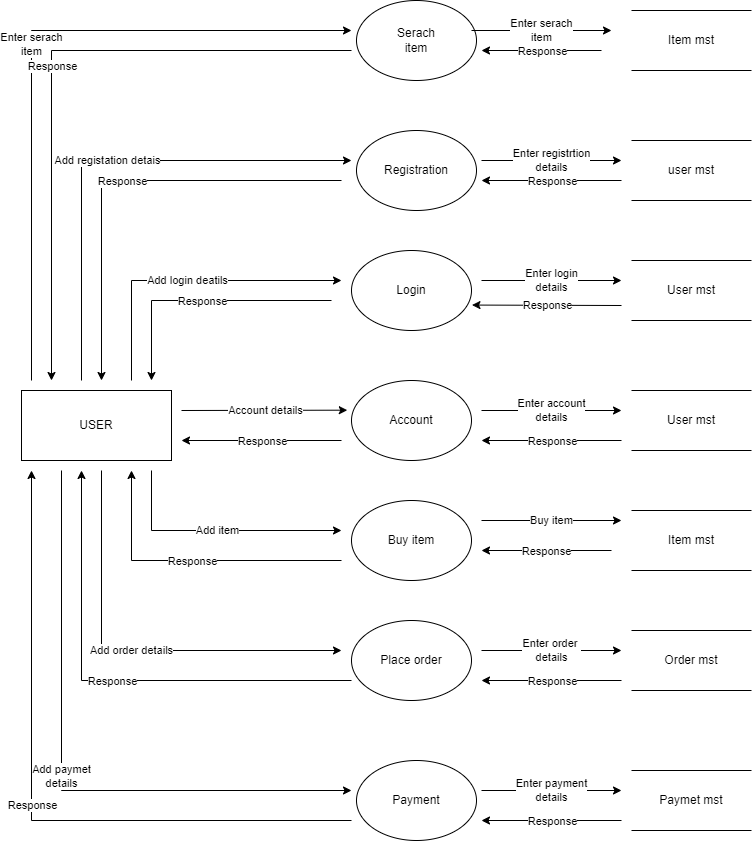 Enter serach
item
Serach
item
Enter serach
item
Item mst
Response
Response
Add registation detais
Registration
Enter registrtion
details
user mst
Response
Response
Add login deatils
Login
Enter login
details
User mst
Response
Response
USER
Account details
Account
Enter account
details
User mst
Response
Response
Add item
Buy item
Buy item
Item mst
Response
Response
Add order details
Place order
Enter order
details
Order mst
Response
Response
Add paymet
details
Payment
Enter payment
details
Paymet mst
Response
Response